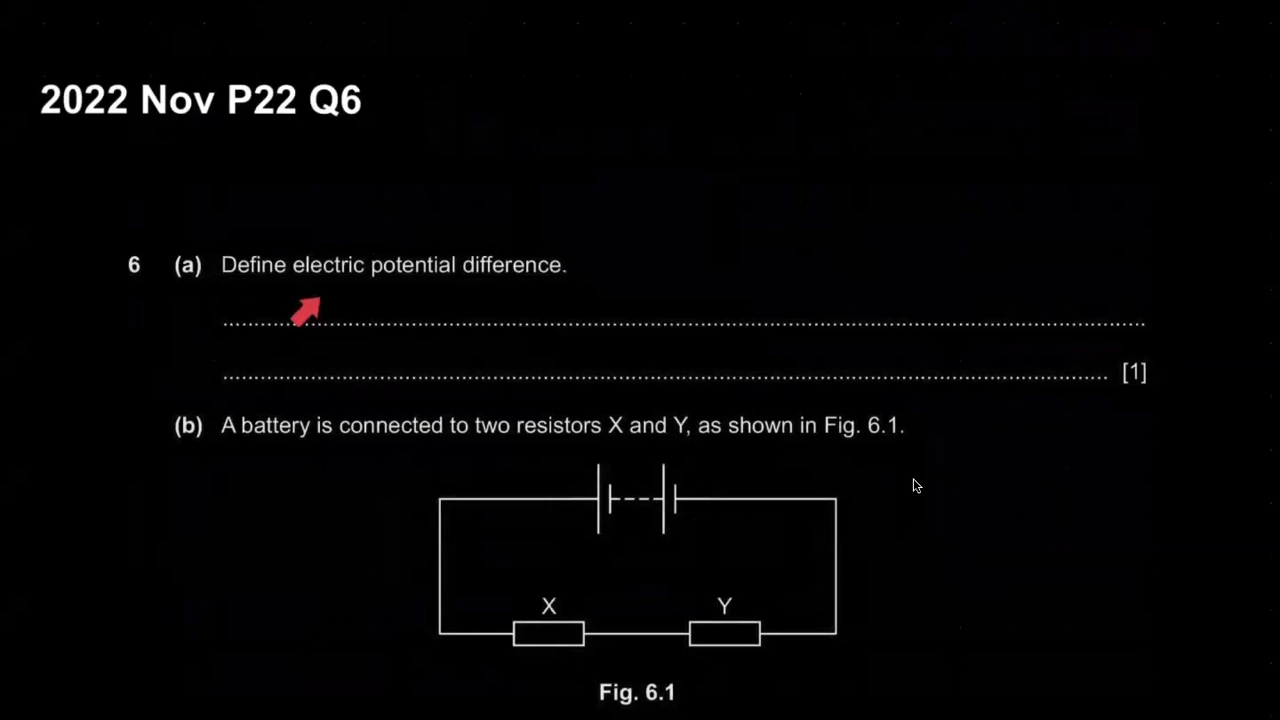 2022 Nov P22 Q6
6 (a) Define electric potential difference.
........................................................................................................................................................
.................................................................................................................................................. [1]
(b) A battery is connected to two resistors X and Y, as shown in Fig. 6.1.
X Y
Fig. 6.1